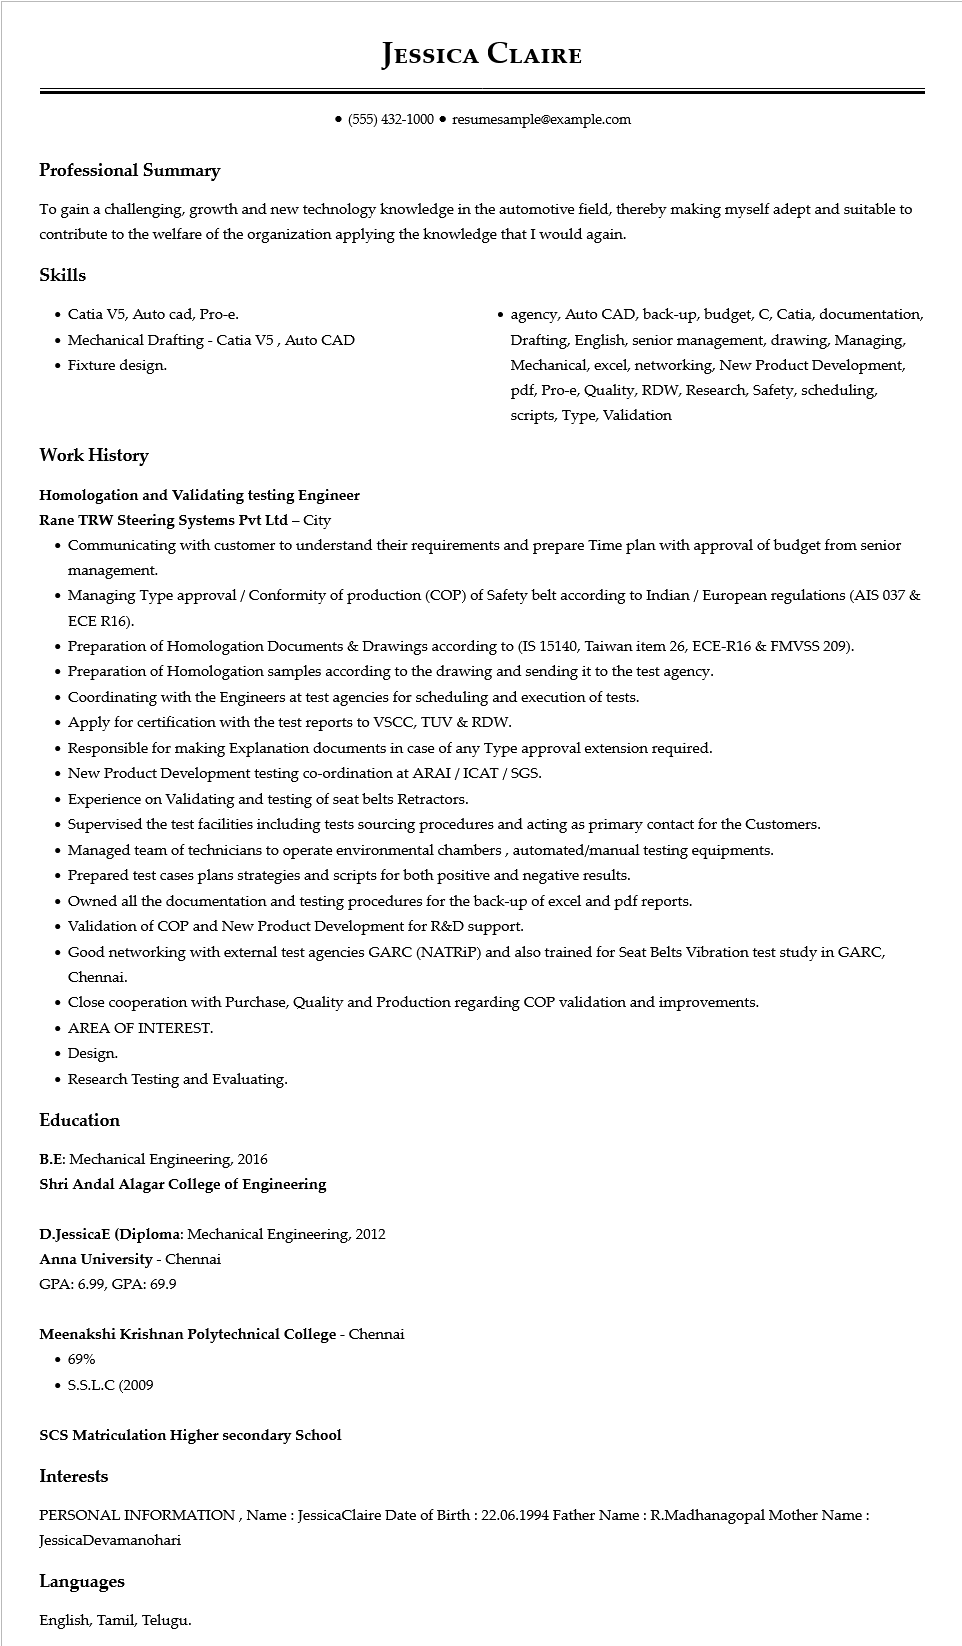 Jessica Claire
• (555) 432-1000 • resumesample@example.com
Professional Summary
To gain a challenging, growth and new technology knowledge in the automotive field, thereby making myself adept and suitable to
contribute to the welfare of the organization applying the knowledge that I would again.
Skills
• Catia V5, Auto cad, Pro-e.
• Mechanical Drafting - Catia V5 , Auto CAD
• Fixture design.
• agency, Auto CAD, back-up, budget, C, Catia, documentation,
Drafting, English, senior management, drawing, Managing,
Mechanical, excel, networking, New Product Development,
pdf, Pro-e, Quality, RDW, Research, Safety, scheduling,
scripts, Type, Validation
Work History
Homologation and Validating testing Engineer
Rane TRW Steering Systems Pvt Ltd – City
• Communicating with customer to understand their requirements and prepare Time plan with approval of budget from senior
management.
• Managing Type approval / Conformity of production (COP) of Safety belt according to Indian / European regulations (AIS 037 &
ECE R16).
• Preparation of Homologation Documents & Drawings according to (IS 15140, Taiwan item 26, ECE-R16 & FMVSS 209).
• Preparation of Homologation samples according to the drawing and sending it to the test agency.
• Coordinating with the Engineers at test agencies for scheduling and execution of tests.
• Apply for certification with the test reports to VSCC, TUV & RDW.
• Responsible for making Explanation documents in case of any Type approval extension required.
• New Product Development testing co-ordination at ARAI / ICAT / SGS.
• Experience on Validating and testing of seat belts Retractors.
• Supervised the test facilities including tests sourcing procedures and acting as primary contact for the Customers.
• Managed team of technicians to operate environmental chambers , automated/manual testing equipments.
• Prepared test cases plans strategies and scripts for both positive and negative results.
• Owned all the documentation and testing procedures for the back-up of excel and pdf reports.
• Validation of COP and New Product Development for R&D support.
• Good networking with external test agencies GARC (NATRiP) and also trained for Seat Belts Vibration test study in GARC,
Chennai.
• Close cooperation with Purchase, Quality and Production regarding COP validation and improvements.
• AREA OF INTEREST.
• Design.
• Research Testing and Evaluating.
Education
B.E: Mechanical Engineering, 2016
Shri Andal Alagar College of Engineering
D.JessicaE (Diploma: Mechanical Engineering, 2012
Anna University - Chennai
GPA: 6.99, GPA: 69.9
Meenakshi Krishnan Polytechnical College - Chennai
• 69%
• S.S.L.C (2009
SCS Matriculation Higher secondary School
Interests
PERSONAL INFORMATION , Name : JessicaClaire Date of Birth : 22.06.1994 Father Name : R.Madhanagopal Mother Name :
JessicaDevamanohari
Languages
English, Tamil, Telugu.